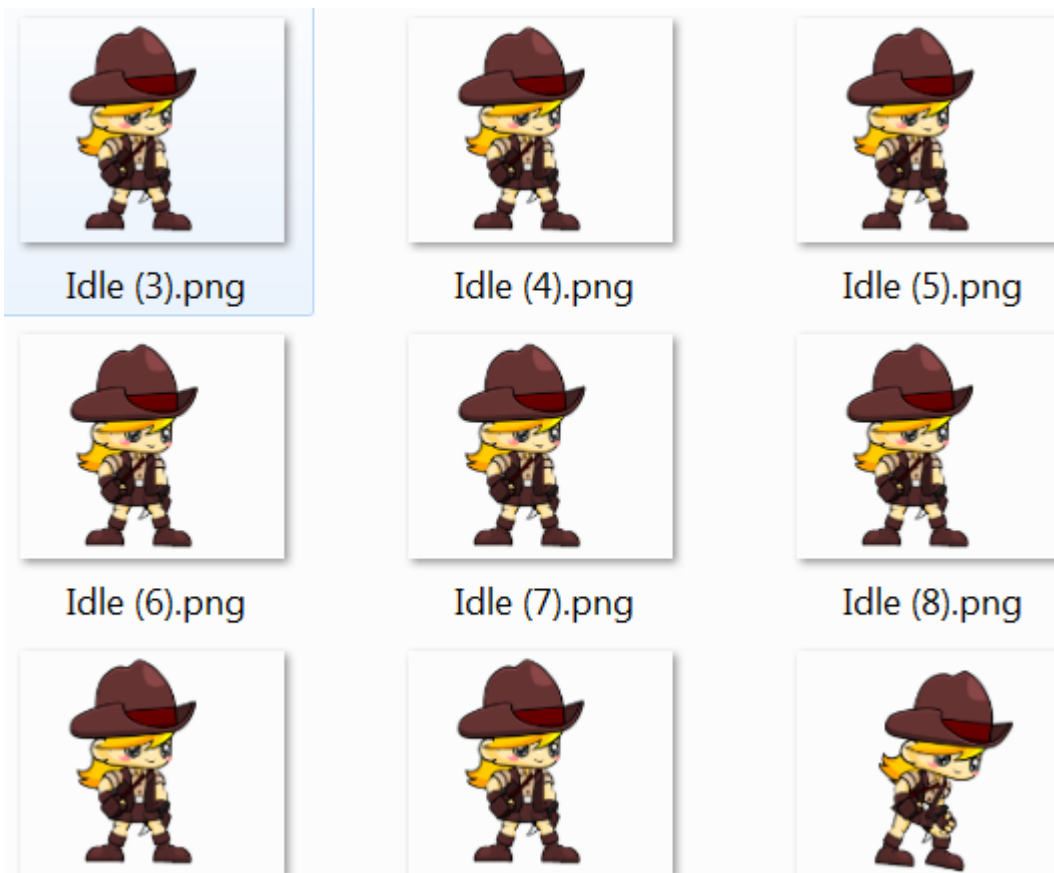 Idle (3).png
Idle (4).png
Idle (5).png
Idle (6).png
Idle (7).png
Idle (8).png